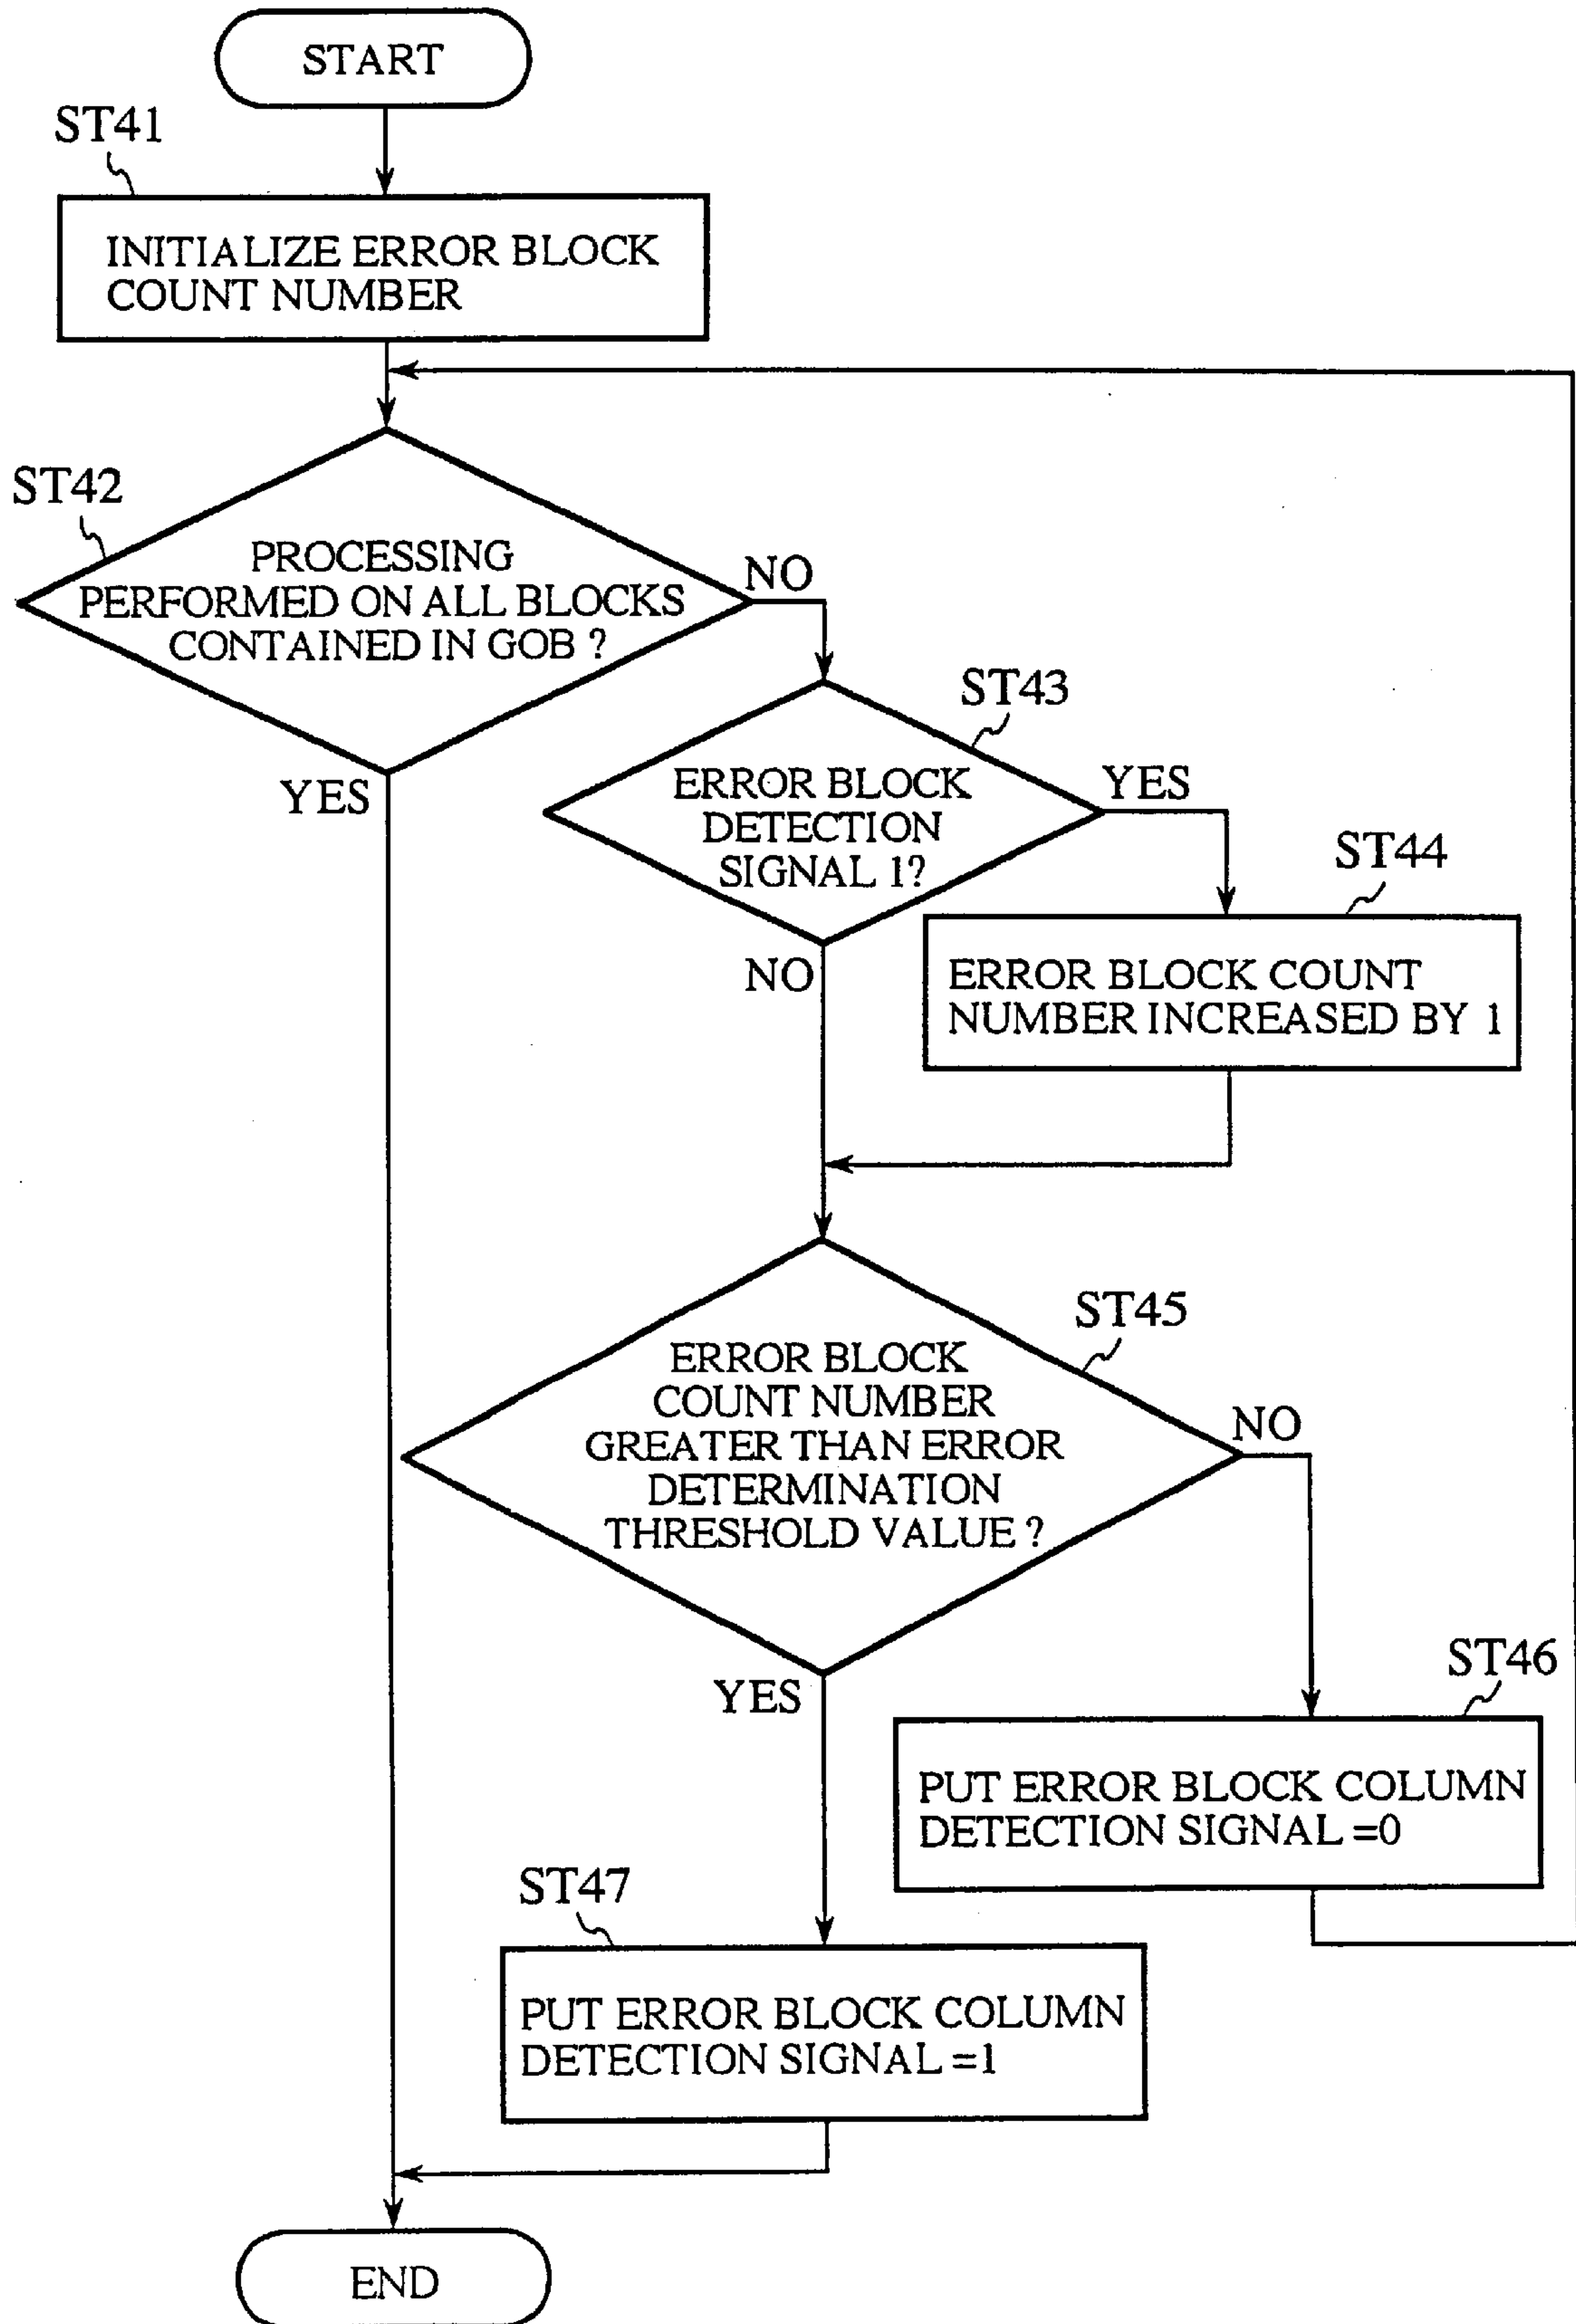 START
ST41
INITIALIZE ERROR BLOCK
COUNT NUMBER
ST42
PROCESSING
PERFORMED ON ALL BLOCKS
CONTAINED IN GOB ?
NO
YES
ST43
ERROR BLOCK
DETECTION
SIGNAL 1?
YES
NO
ST44
ERROR BLOCK COUNT
NUMBER INCREASED BY 1
ST45
ERROR BLOCK
COUNT NUMBER
GREATER THAN ERROR
DETERMINATION
THRESHOLD VALUE ?
NO
YES
ST46
PUT ERROR BLOCK COLUMN
DETECTION SIGNAL =0
ST47
PUT ERROR BLOCK COLUMN
DETECTION SIGNAL =1
END